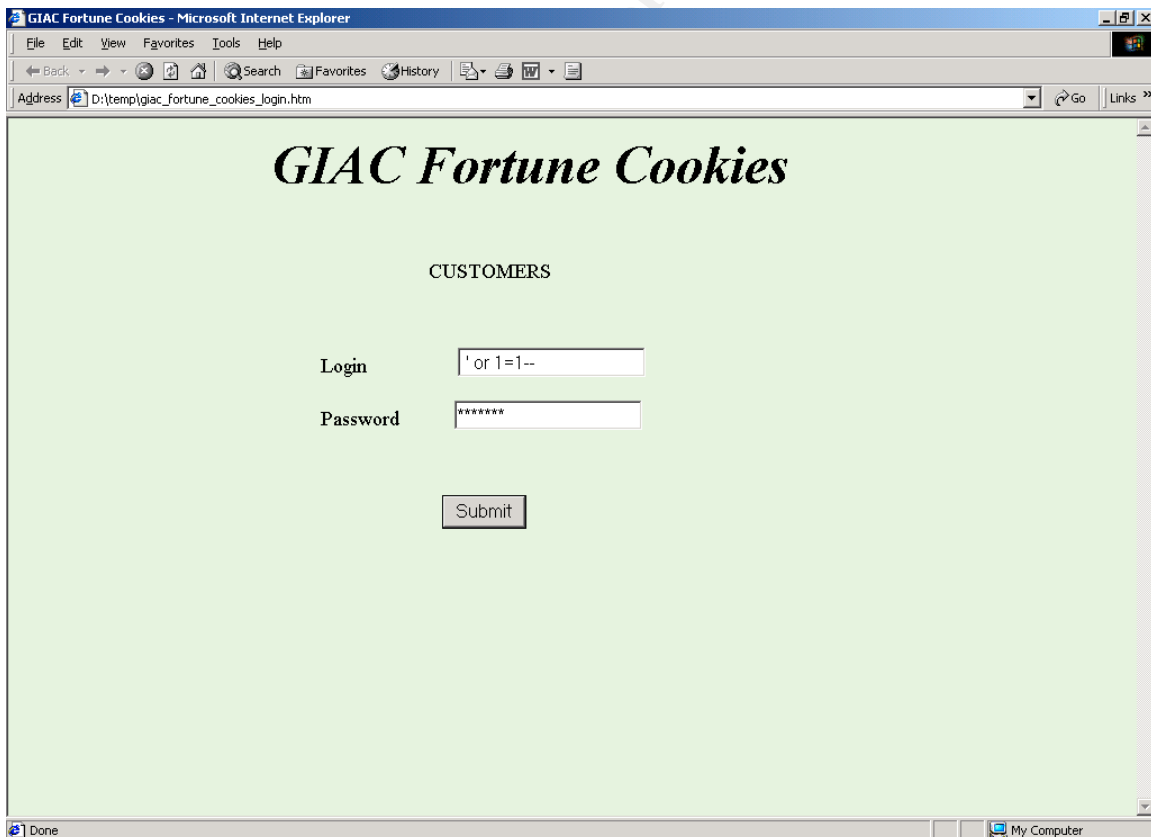 GIAC Fortune Cookies - Microsoft Internet Explorer
File Edit View Favorites Tools Help
Back Search Favorites History
Address D:\temp\giac_fortune_cookies_login.htm Go Links »
GIAC Fortune Cookies
CUSTOMERS
Login ' or 1=1--
Password *******
Submit
Done My Computer